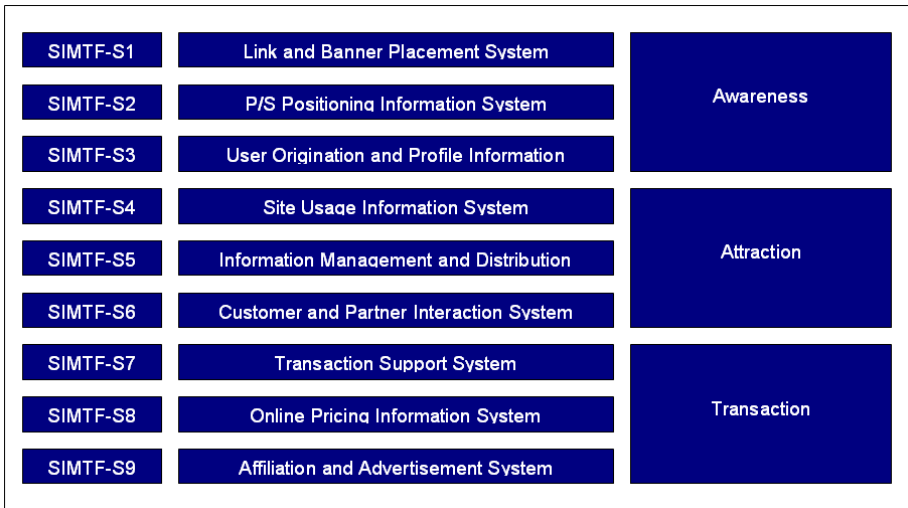 SIMTF-S1 Link and Banner Placement System
SIMTF-S2 P/S Positioning Information System
Awareness
SIMTF-S3 User Origination and Profile Information
SIMTF-S4 Site Usage Information System
SIMTF-S5 Information Management and Distribution
Attraction
SIMTF-S6 Customer and Partner Interaction System
SIMTF-S7 Transaction Support System
SIMTF-S8 Online Pricing Information System
Transaction
SIMTF-S9 Affiliation and Advertisement System